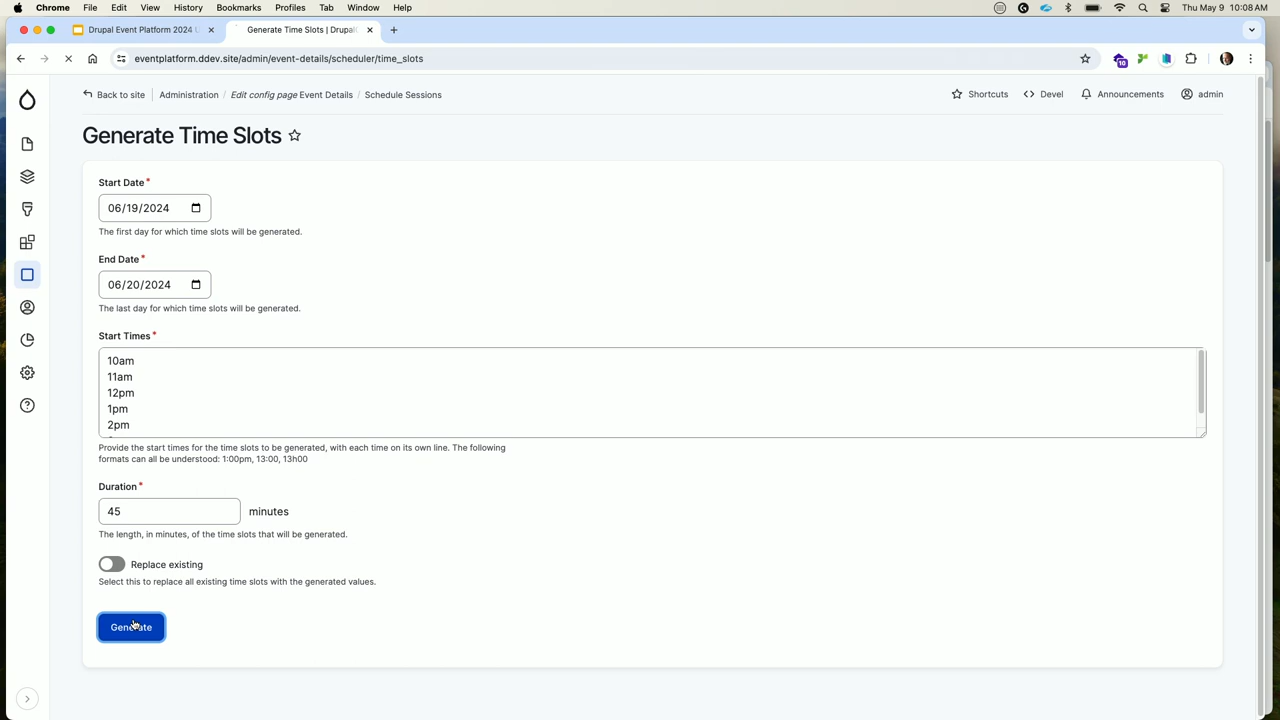 Chrome File Edit View History Bookmarks Profiles Tab Window Help Thu May 9 10:08 AM
Drupal Event Platform 2024 Generate Time Slots | Drupal
eventplatform.ddev.site/admin/event-details/scheduler/time_slots 10
Back to site Administration / Edit config page Event Details / Schedule Sessions Shortcuts Devel Announcements admin
Generate Time Slots
Start Date*
06/19/2024
The first day for which time slots will be generated.
End Date*
06/20/2024
The last day for which time slots will be generated.
Start Times*
10am
11am
12pm
1pm
2pm
Provide the start times for the time slots to be generated, with each time on its own line. The following
formats can all be understood: 1:00pm, 13:00, 13h00
Duration*
45 minutes
The length, in minutes, of the time slots that will be generated.
Replace existing
Select this to replace all existing time slots with the generated values.
Generate